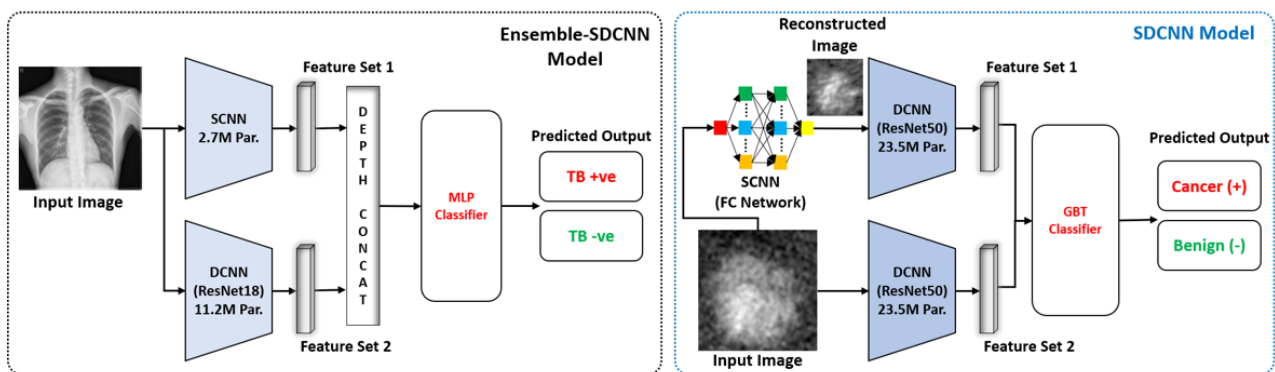 Ensemble-SDCNN
Model
Feature Set 1
SCNN
2.7M Par.
Input Image
DCNN
(ResNet18)
11.2M Par.
Feature Set 2
DEPTH CONCAT
MLP
Classifier
Predicted Output
TB +ve
TB -ve
SDCNN Model
Reconstructed
Image
Feature Set 1
SCNN
(FC Network)
DCNN
(ResNet50)
23.5M Par.
Input Image
DCNN
(ResNet50)
23.5M Par.
Feature Set 2
GBT
Classifier
Predicted Output
Cancer (+)
Benign (-)